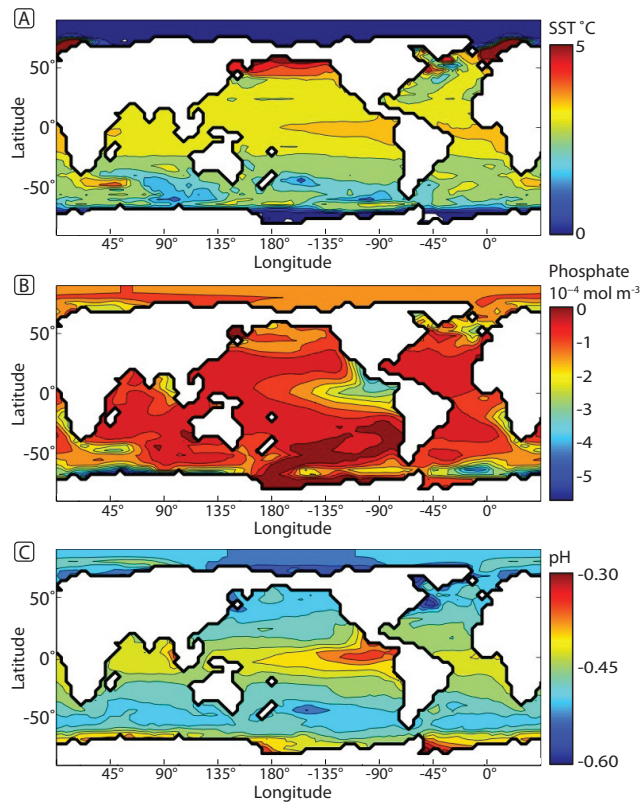 A
SST ˚C
5
0
50°
0°
-50°
Latitude
45° 90° 135° 180° -135° -90° -45° 0°
Longitude
B
Phosphate
10⁻⁴ mol m⁻³
0
-1
-2
-3
-4
-5
50°
0°
-50°
Latitude
45° 90° 135° 180° -135° -90° -45° 0°
Longitude
C
pH
-0.30
-0.45
-0.60
50°
0°
-50°
Latitude
45° 90° 135° 180° -135° -90° -45° 0°
Longitude